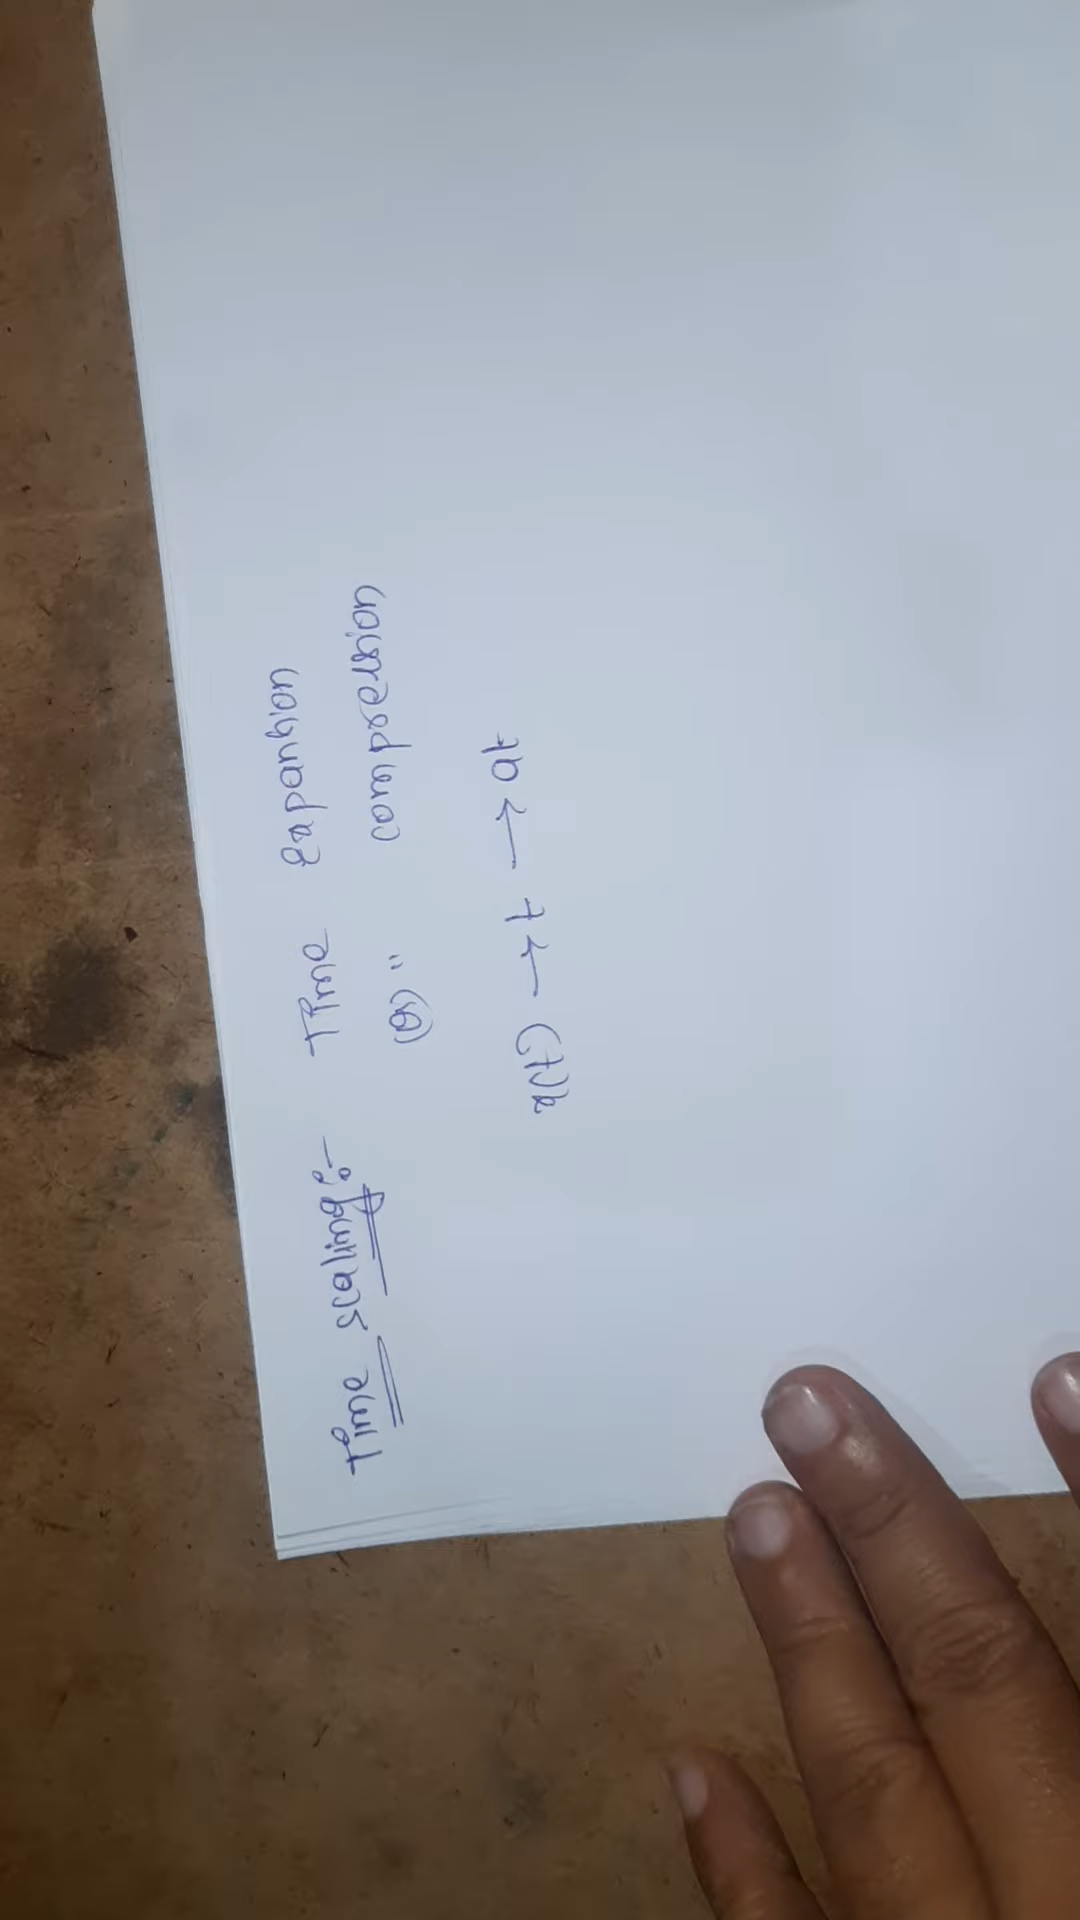 Time scaling:- Time expansion
(or) " compression
x(t) → t → at